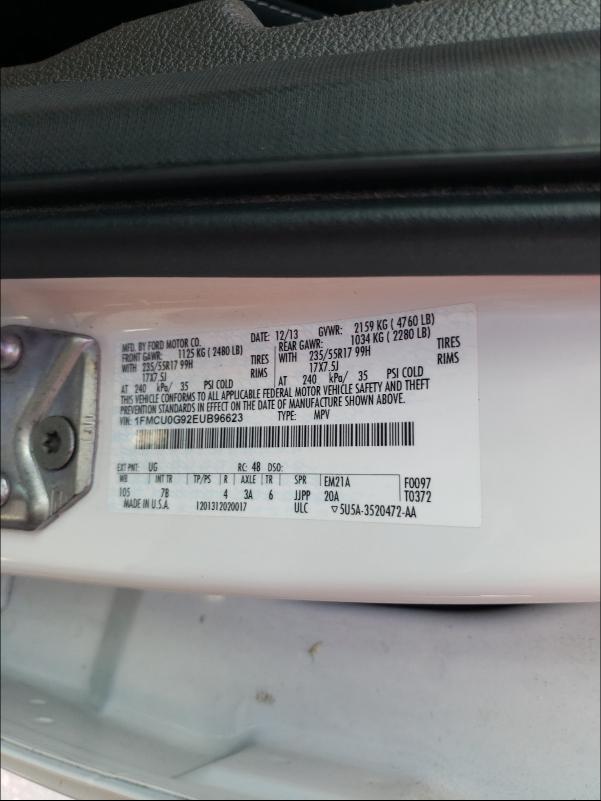 MFD. BY FORD MOTOR CO.
DATE: 12/13 GVWR: 2159 KG ( 4760 LB)
FRONT GAWR: 1125 KG ( 2480 LB) REAR GAWR: 1034 KG ( 2280 LB)
WITH 235/55R17 99H TIRES WITH 235/55R17 99H TIRES
17X7.5J RIMS 17X7.5J RIMS
AT 240 kPa/ 35 PSI COLD AT 240 kPa/ 35 PSI COLD
THIS VEHICLE CONFORMS TO ALL APPLICABLE FEDERAL MOTOR VEHICLE SAFETY AND THEFT
PREVENTION STANDARDS IN EFFECT ON THE DATE OF MANUFACTURE SHOWN ABOVE.
VIN: 1FMCU0G92EUB96623 TYPE: MPV
EXT PNT: UG RC: 48 DSO:
WB INT TR TP/PS R AXLE TR SPR EM21A F0097
105 7B 4 3A 6 JJPP 20A T0372
MADE IN U.S.A. 1201312020017 ULC ▽5U5A-3520472-AA